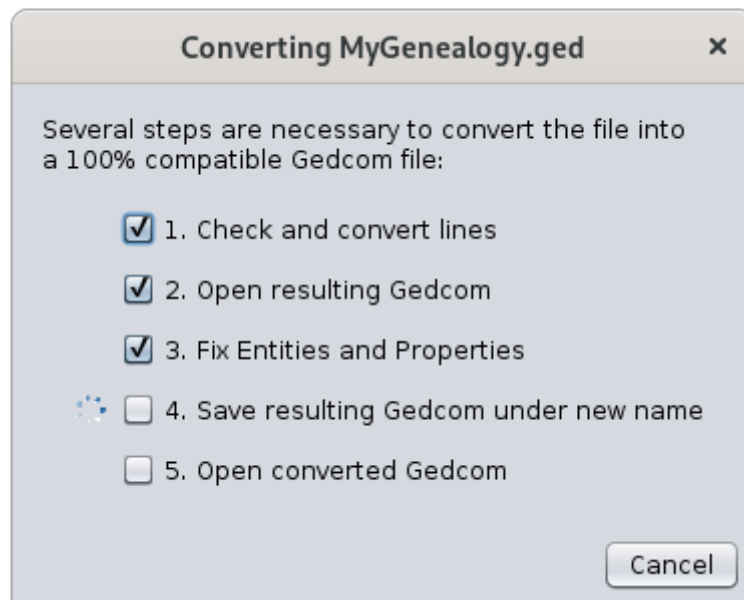 Converting MyGenealogy.ged
Several steps are necessary to convert the file into
a 100% compatible Gedcom file:
1. Check and convert lines
2. Open resulting Gedcom
3. Fix Entities and Properties
4. Save resulting Gedcom under new name
5. Open converted Gedcom
Cancel